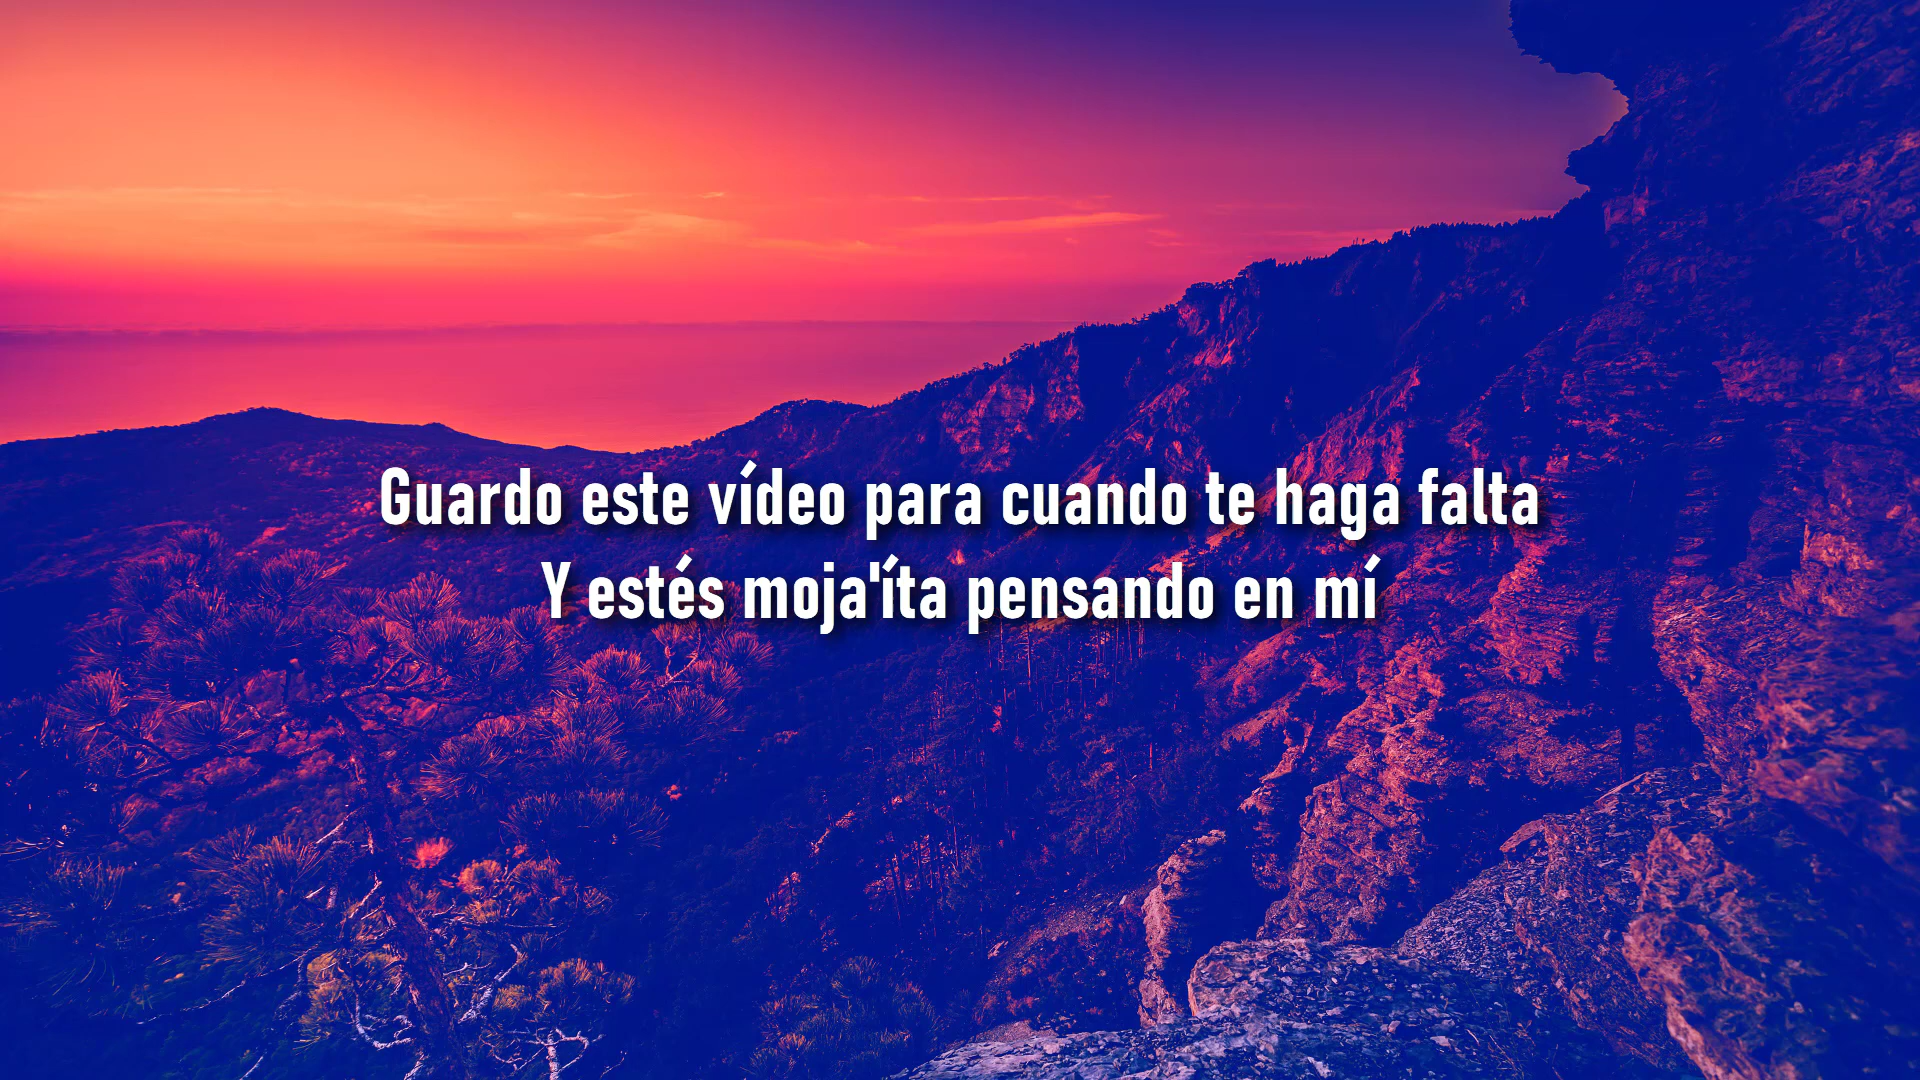 Guardo este vídeo para cuando te haga falta
Y estés moja'íta pensando en mí